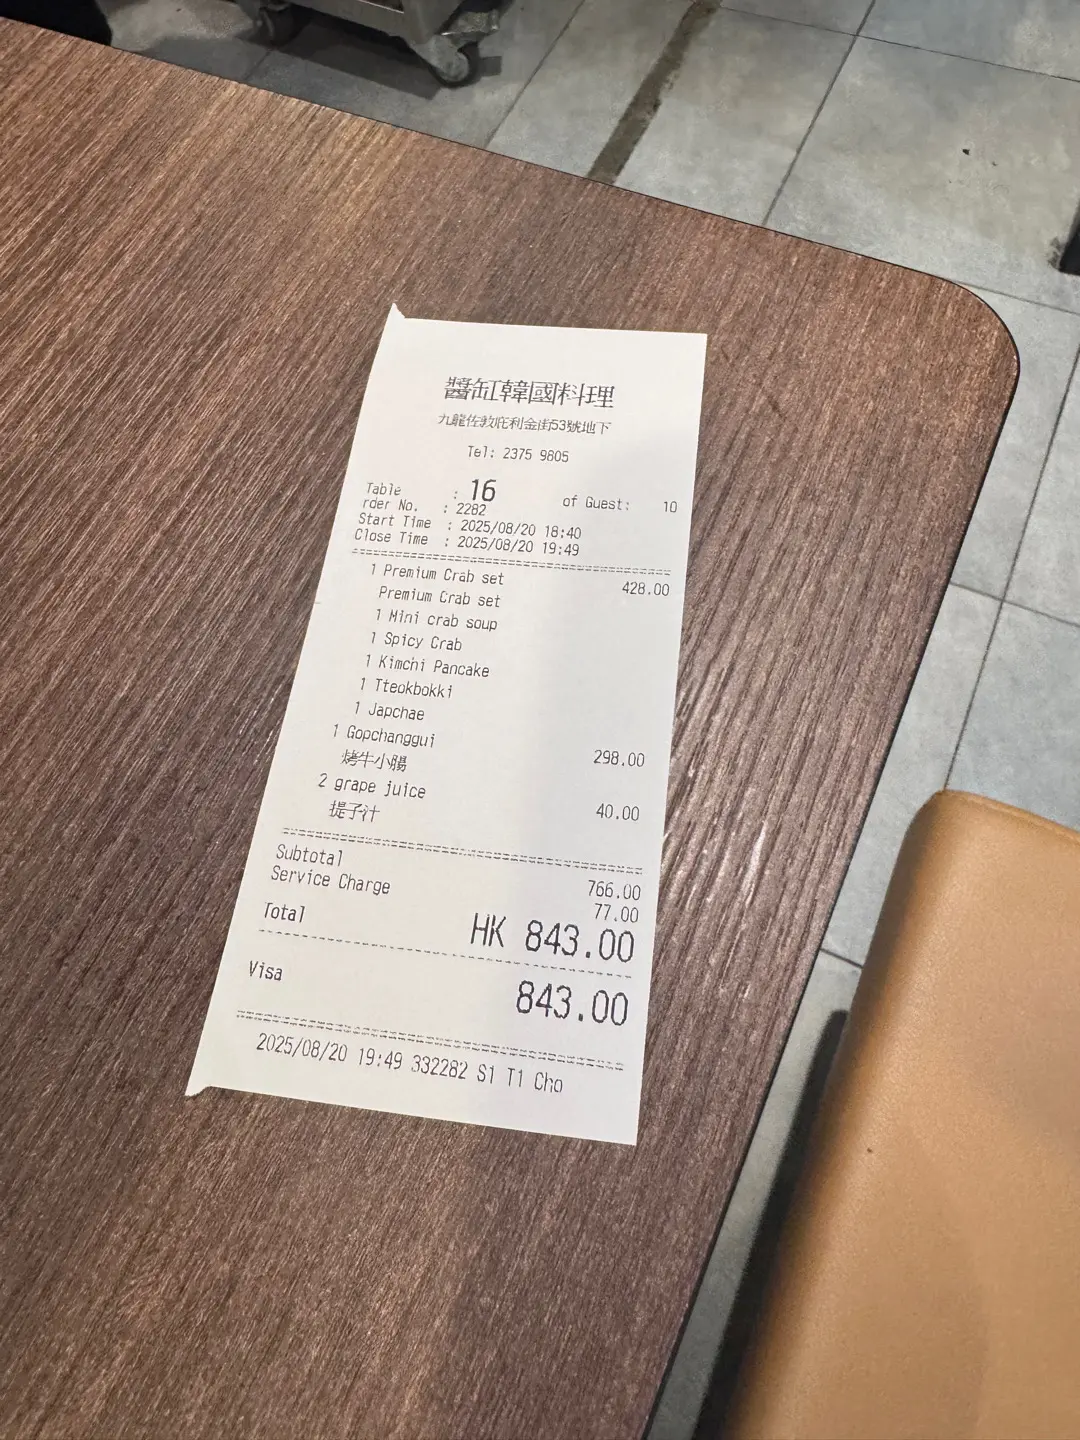 醬缸韓國料理
九龍佐敦庇利金街53號地下
Tel: 2375 9805
Table : 16 of Guest: 10
rder No. : 2282
Start Time : 2025/08/20 18:40
Close Time : 2025/08/20 19:49
1 Premium Crab set 428.00
Premium Crab set
1 Mini crab soup
1 Spicy Crab
1 Kimchi Pancake
1 Tteokbokki
1 Japchae
1 Gopchanggui 298.00
烤牛小腸
2 grape juice 40.00
提子汁
Subtotal 766.00
Service Charge 77.00
Total HK 843.00
Visa 843.00
2025/08/20 19:49 332282 S1 T1 Cho